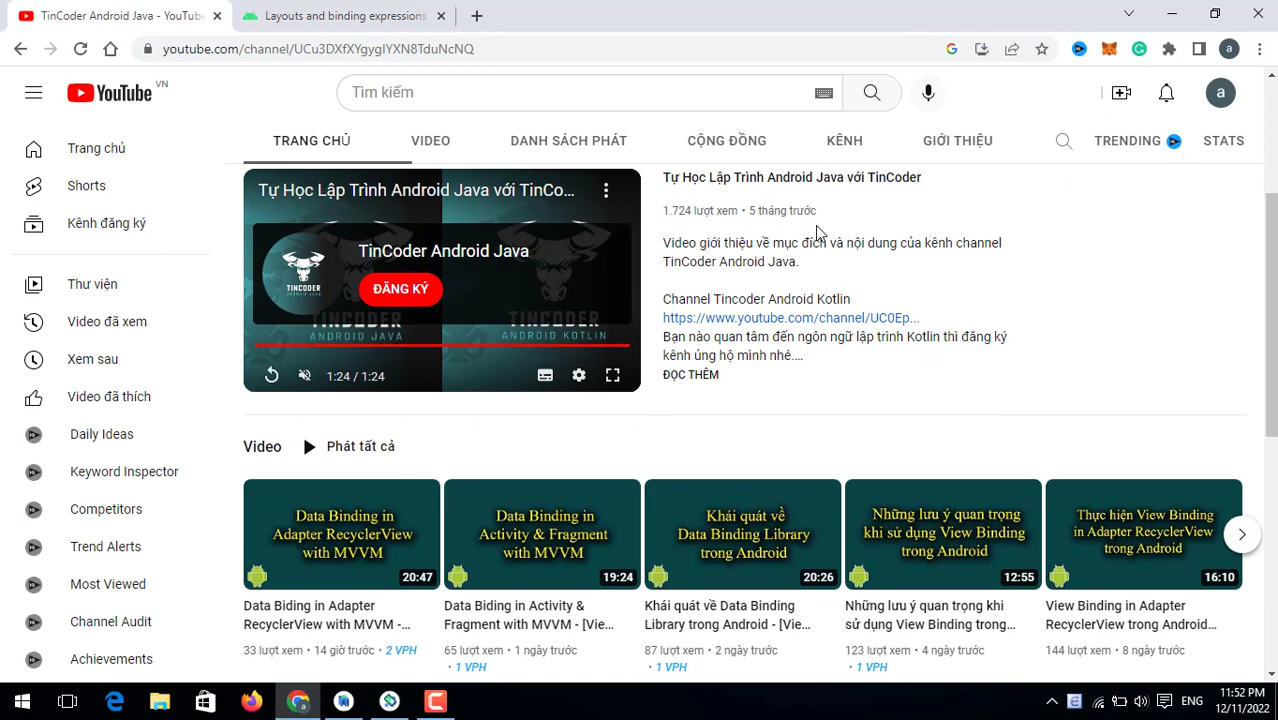 TinCoder Android Java - YouTube
Layouts and binding expressions
youtube.com/channel/UCu3DXfXYgygIYXN8TduNcNQ
YouTube VN
Tìm kiếm
a
TRANG CHỦ VIDEO DANH SÁCH PHÁT CỘNG ĐỒNG KÊNH GIỚI THIỆU TRENDING STATS
Trang chủ
Shorts
Kênh đăng ký
Thư viện
Video đã xem
Xem sau
Video đã thích
Daily Ideas
Keyword Inspector
Competitors
Trend Alerts
Most Viewed
Channel Audit
Achievements
Tự Học Lập Trình Android Java với TinCo...
TinCoder Android Java
ĐĂNG KÝ
TINCODER
ANDROID JAVA
TINCODER
ANDROID JAVA
TINCODER
ANDROID KOTLIN
1:24 / 1:24
Tự Học Lập Trình Android Java với TinCoder
1.724 lượt xem • 5 tháng trước
Video giới thiệu về mục đích và nội dung của kênh channel
TinCoder Android Java.
Channel Tincoder Android Kotlin
https://www.youtube.com/channel/UC0Ep...
Bạn nào quan tâm đến ngôn ngữ lập trình Kotlin thì đăng ký
kênh ủng hộ mình nhé....
ĐỌC THÊM
Video Phát tất cả
Data Binding in
Adapter RecyclerView
with MVVM
20:47
Data Biding in Adapter
RecyclerView with MVVM -...
33 lượt xem • 14 giờ trước • 2 VPH
Data Binding in
Activity & Fragment
with MVVM
19:24
Data Biding in Activity &
Fragment with MVVM - [Vie...
65 lượt xem • 1 ngày trước
• 1 VPH
Khái quát về
Data Binding Library
trong Android
20:26
Khái quát về Data Binding
Library trong Android - [Vie...
87 lượt xem • 2 ngày trước
• 1 VPH
Những lưu ý quan trọng
khi sử dụng View Binding
trong Android
12:55
Những lưu ý quan trọng khi
sử dụng View Binding trong...
123 lượt xem • 4 ngày trước
• 1 VPH
Thực hiện View Binding
in Adapter RecyclerView
trong Android
16:10
View Binding in Adapter
RecyclerView trong Android...
144 lượt xem • 8 ngày trước
ENG
11:52 PM
12/11/2022